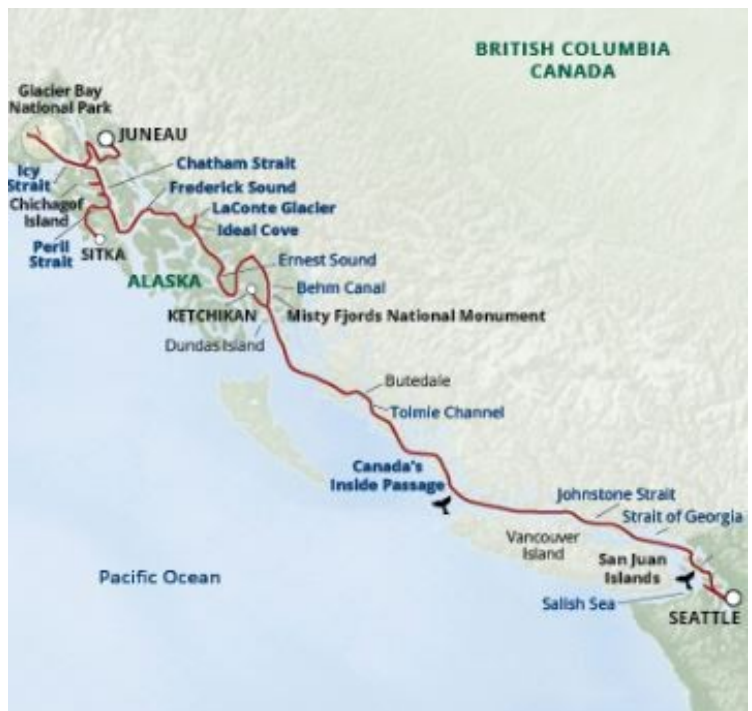 BRITISH COLUMBIA
CANADA
Glacier Bay
National Park
JUNEAU
Icy
Strait
Chatham Strait
Frederick Sound
Chichagof
Island
LaConte Glacier
Ideal Cove
Peril
Strait
SITKA
ALASKA
Ernest Sound
Behm Canal
KETCHIKAN
Misty Fjords National Monument
Dundas Island
Butedale
Tolmie Channel
Canada's
Inside Passage
Johnstone Strait
Strait of Georgia
Vancouver
Island
San Juan
Islands
Pacific Ocean
Salish Sea
SEATTLE